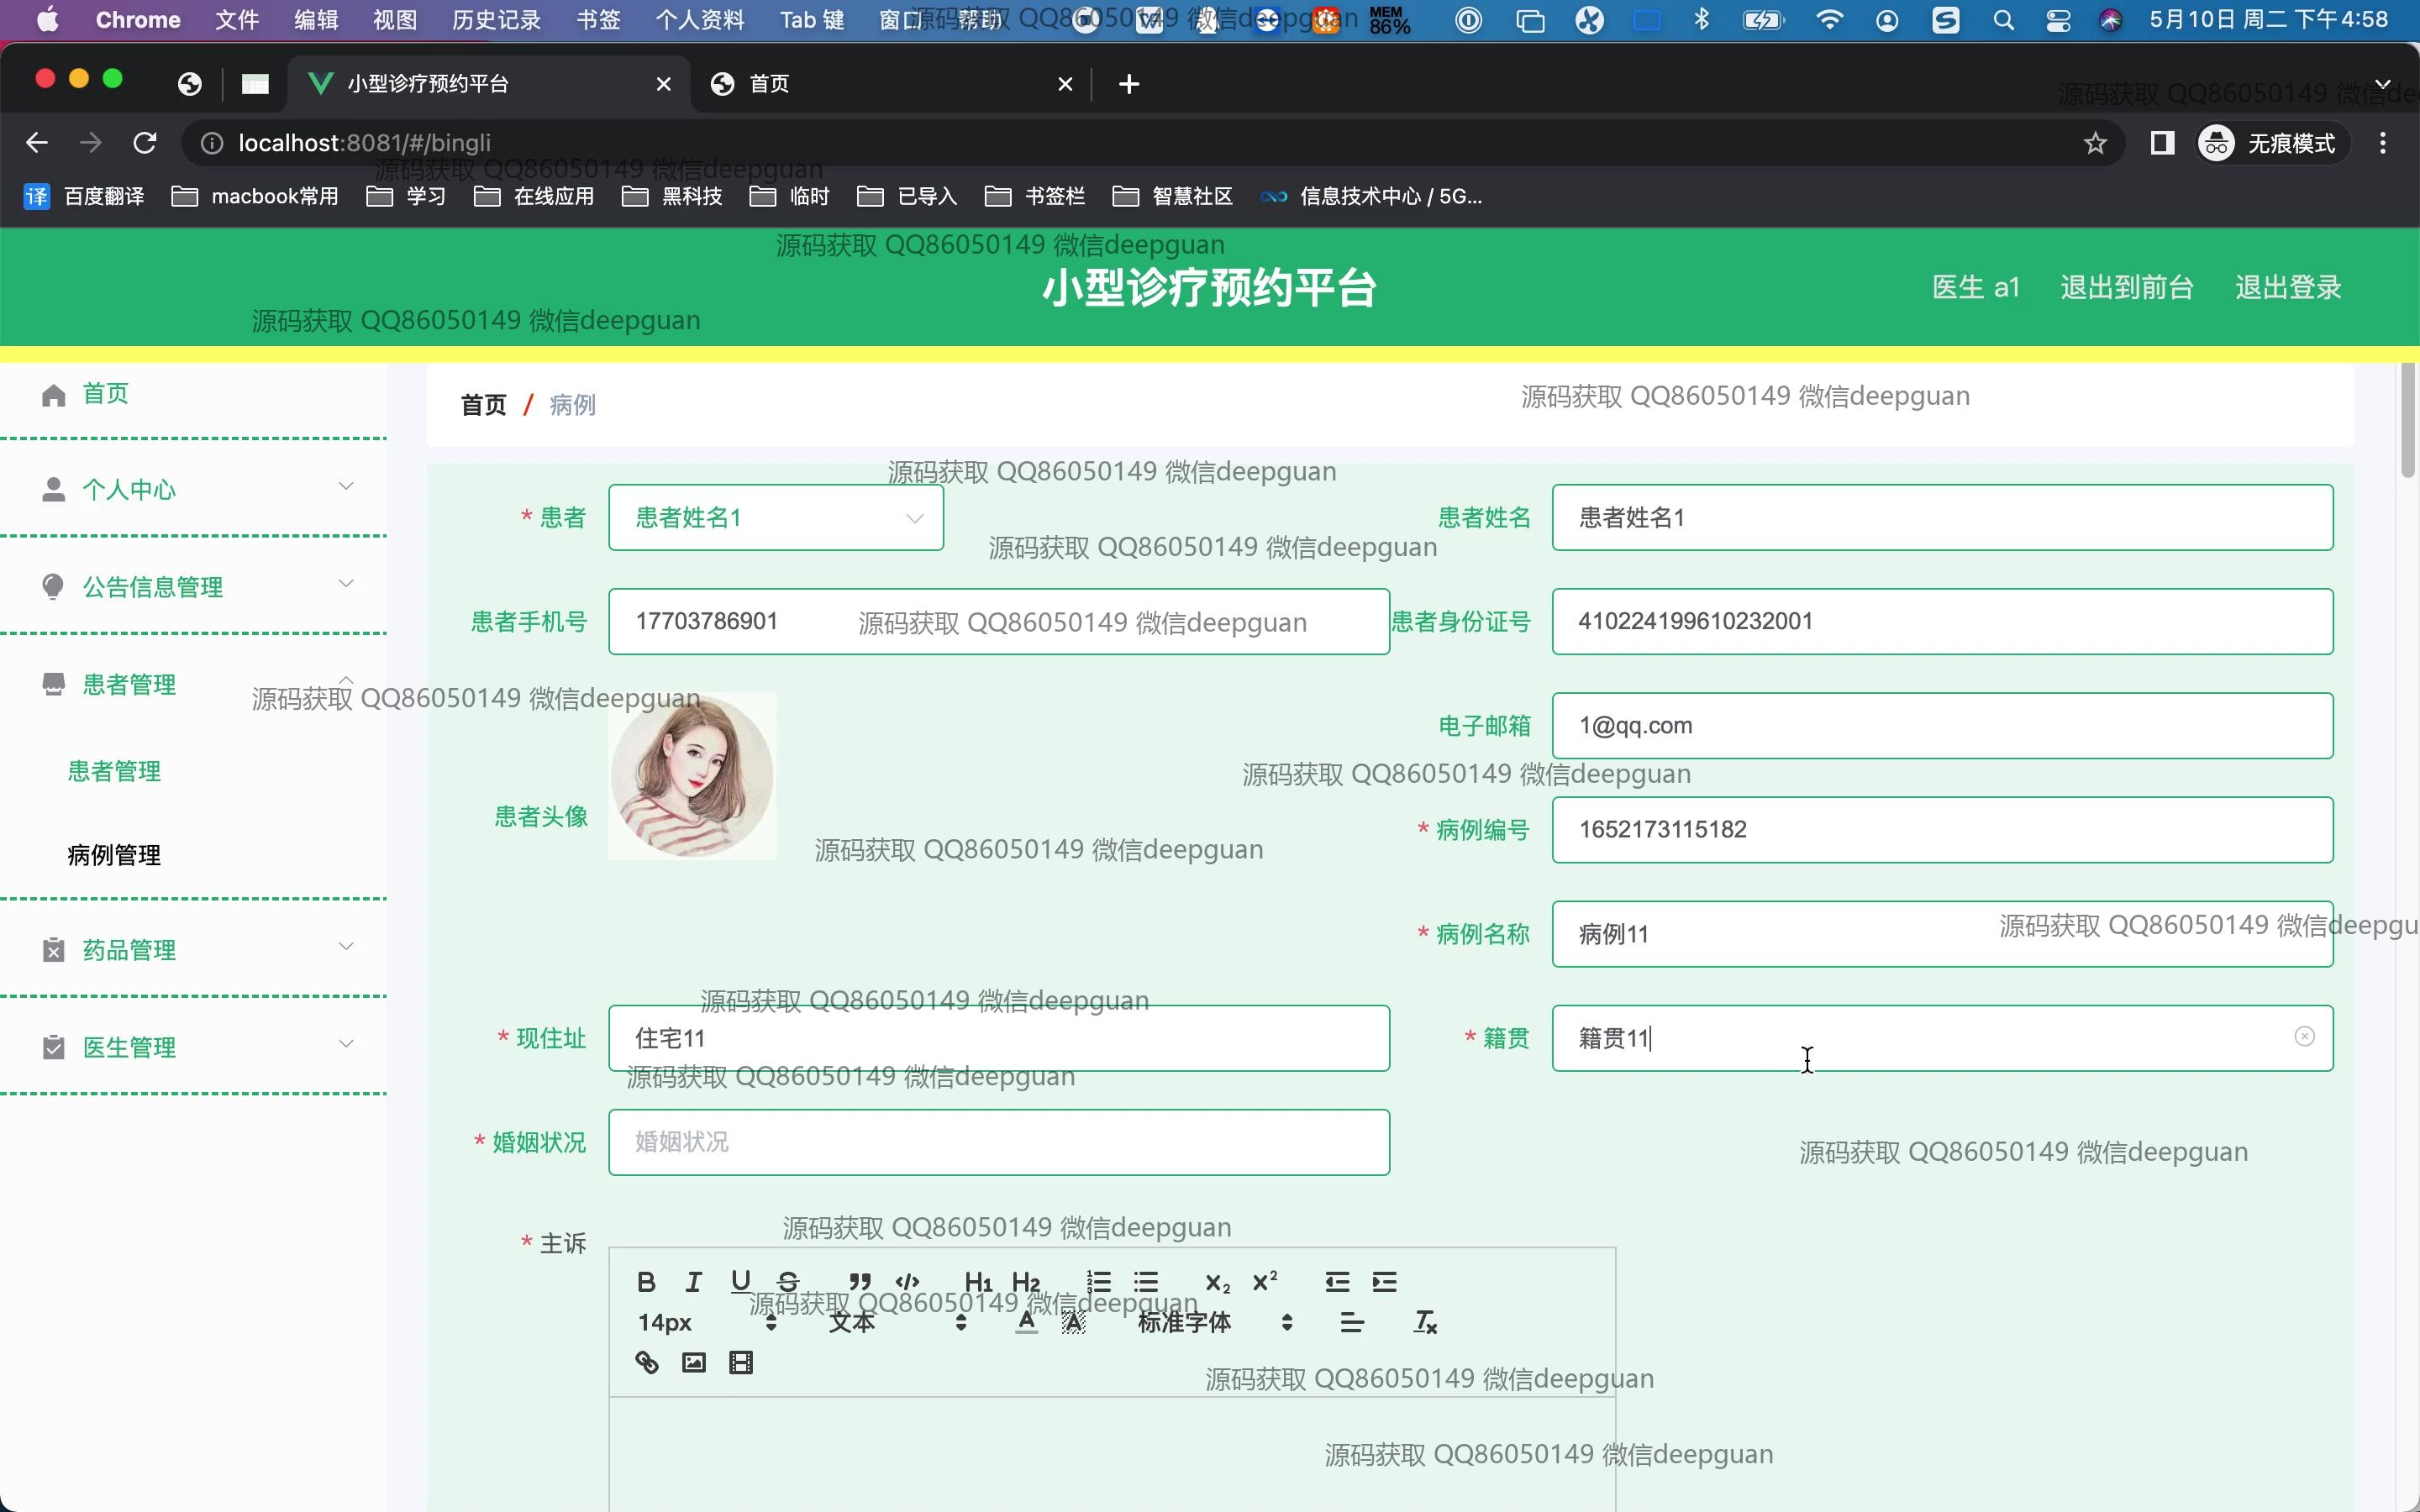 Chrome 文件 编辑 视图 历史记录 书签 个人资料 Tab 键 窗口 帮助 MEM 86% 5月10日 周二 下午4:58
源码获取 QQ86050149 微信deepguan
小型诊疗预约平台 首页
源码获取 QQ86050149 微信de
localhost:8081/#/bingli 无痕模式
源码获取 QQ86050149 微信deepguan
译 百度翻译 macbook常用 学习 在线应用 黑科技 临时 已导入 书签栏 智慧社区 信息技术中心 / 5G...
源码获取 QQ86050149 微信deepguan
小型诊疗预约平台 医生 a1 退出到前台 退出登录
源码获取 QQ86050149 微信deepguan
首页
首页 / 病例
源码获取 QQ86050149 微信deepguan
源码获取 QQ86050149 微信deepguan
个人中心
* 患者 患者姓名1 患者姓名 患者姓名1
源码获取 QQ86050149 微信deepguan
公告信息管理
患者手机号 17703786901 源码获取 QQ86050149 微信deepguan 患者身份证号 410224199610232001
患者管理
源码获取 QQ86050149 微信deepguan
电子邮箱 1@qq.com
患者管理
源码获取 QQ86050149 微信deepguan
患者头像 * 病例编号 1652173115182
病例管理
源码获取 QQ86050149 微信deepguan
* 病例名称 病例11 源码获取 QQ86050149 微信deepgu
药品管理
源码获取 QQ86050149 微信deepguan
* 现住址 住宅11 * 籍贯 籍贯11
医生管理
源码获取 QQ86050149 微信deepguan
* 婚姻状况 婚姻状况
源码获取 QQ86050149 微信deepguan
源码获取 QQ86050149 微信deepguan
* 主诉
B I U S H1 H2 x2 x2
源码获取 QQ86050149 微信deepguan
14px 文本 A A 标准字体 Tx
源码获取 QQ86050149 微信deepguan
源码获取 QQ86050149 微信deepguan